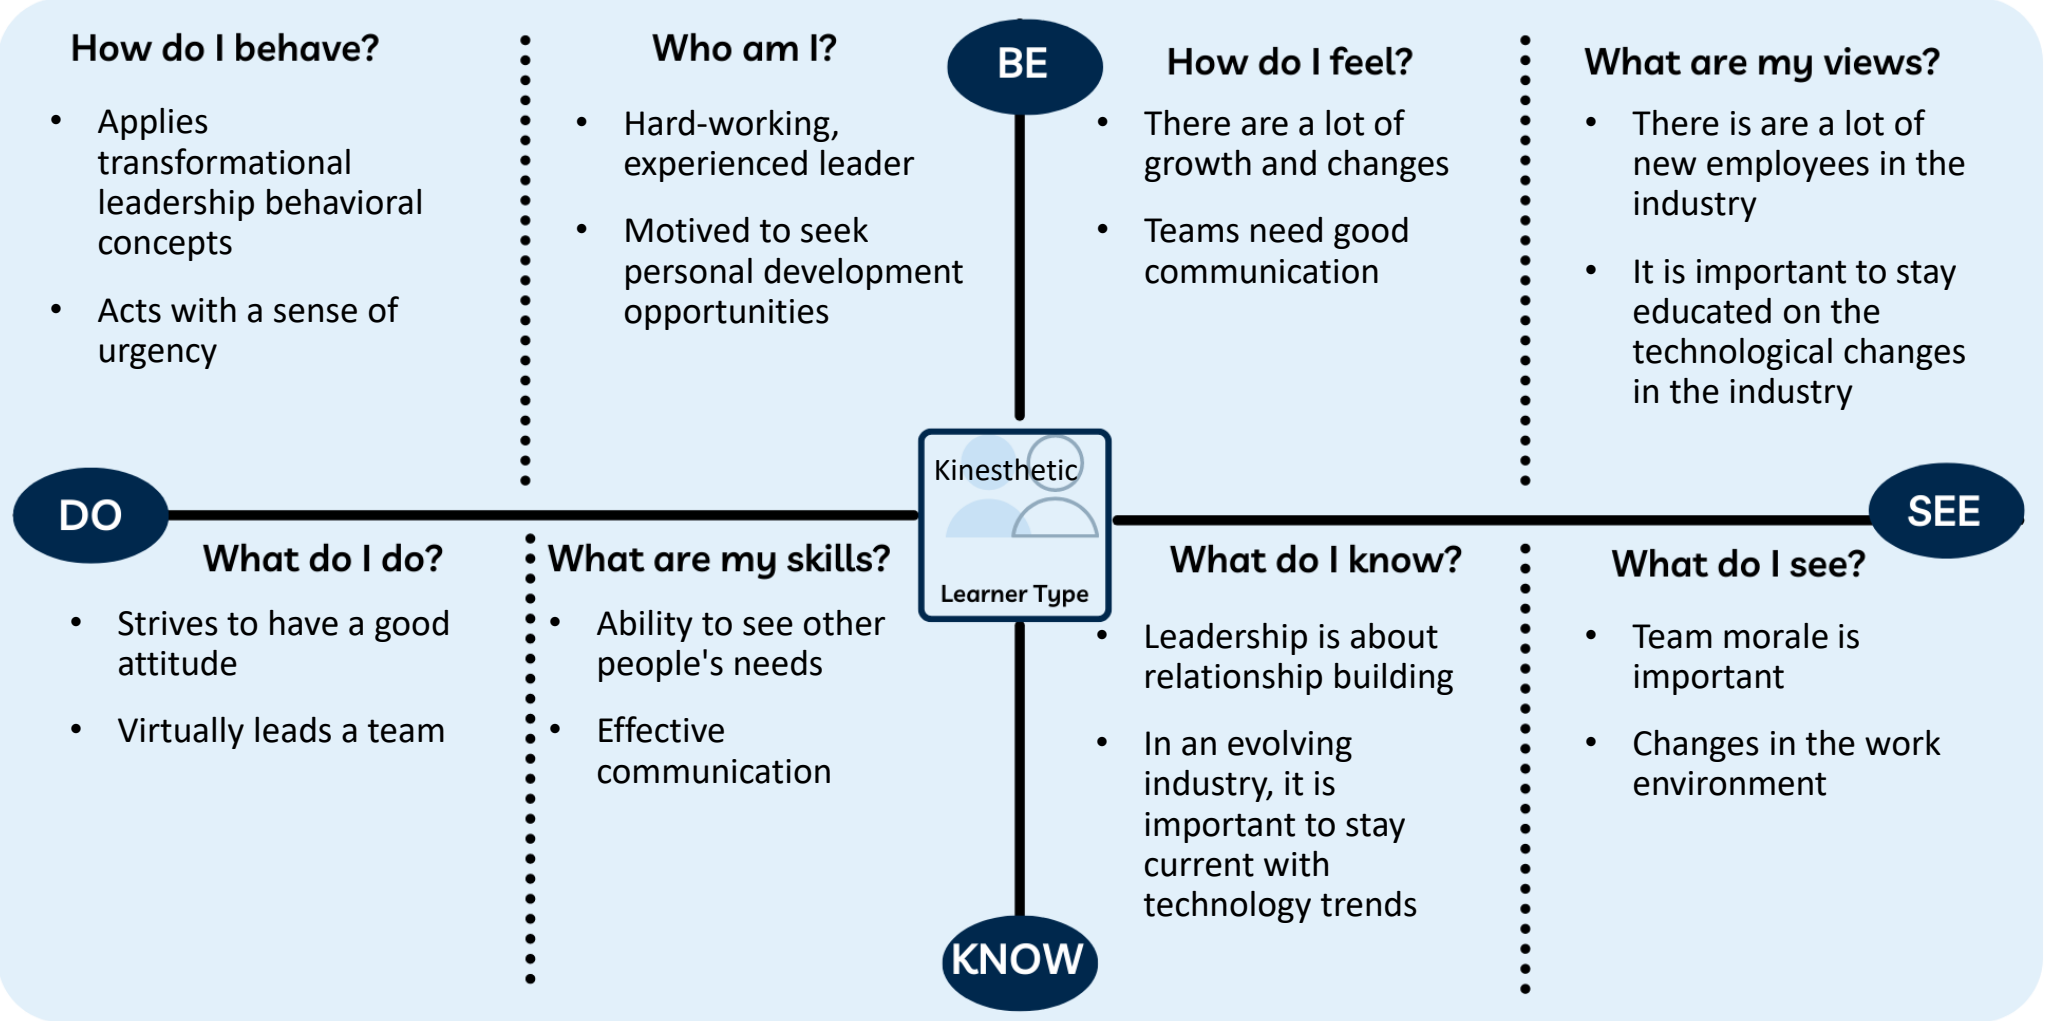 How do I behave?
• Applies
transformational
leadership behavioral
concepts
• Acts with a sense of
urgency
Who am I?
• Hard-working,
experienced leader
• Motived to seek
personal development
opportunities
BE
How do I feel?
• There are a lot of
growth and changes
• Teams need good
communication
What are my views?
• There is are a lot of
new employees in the
industry
• It is important to stay
educated on the
technological changes
in the industry
DO
Kinesthetic
Learner Type
SEE
What do I do?
• Strives to have a good
attitude
• Virtually leads a team
What are my skills?
• Ability to see other
people's needs
• Effective
communication
What do I know?
• Leadership is about
relationship building
• In an evolving
industry, it is
important to stay
current with
technology trends
What do I see?
• Team morale is
important
• Changes in the work
environment
KNOW